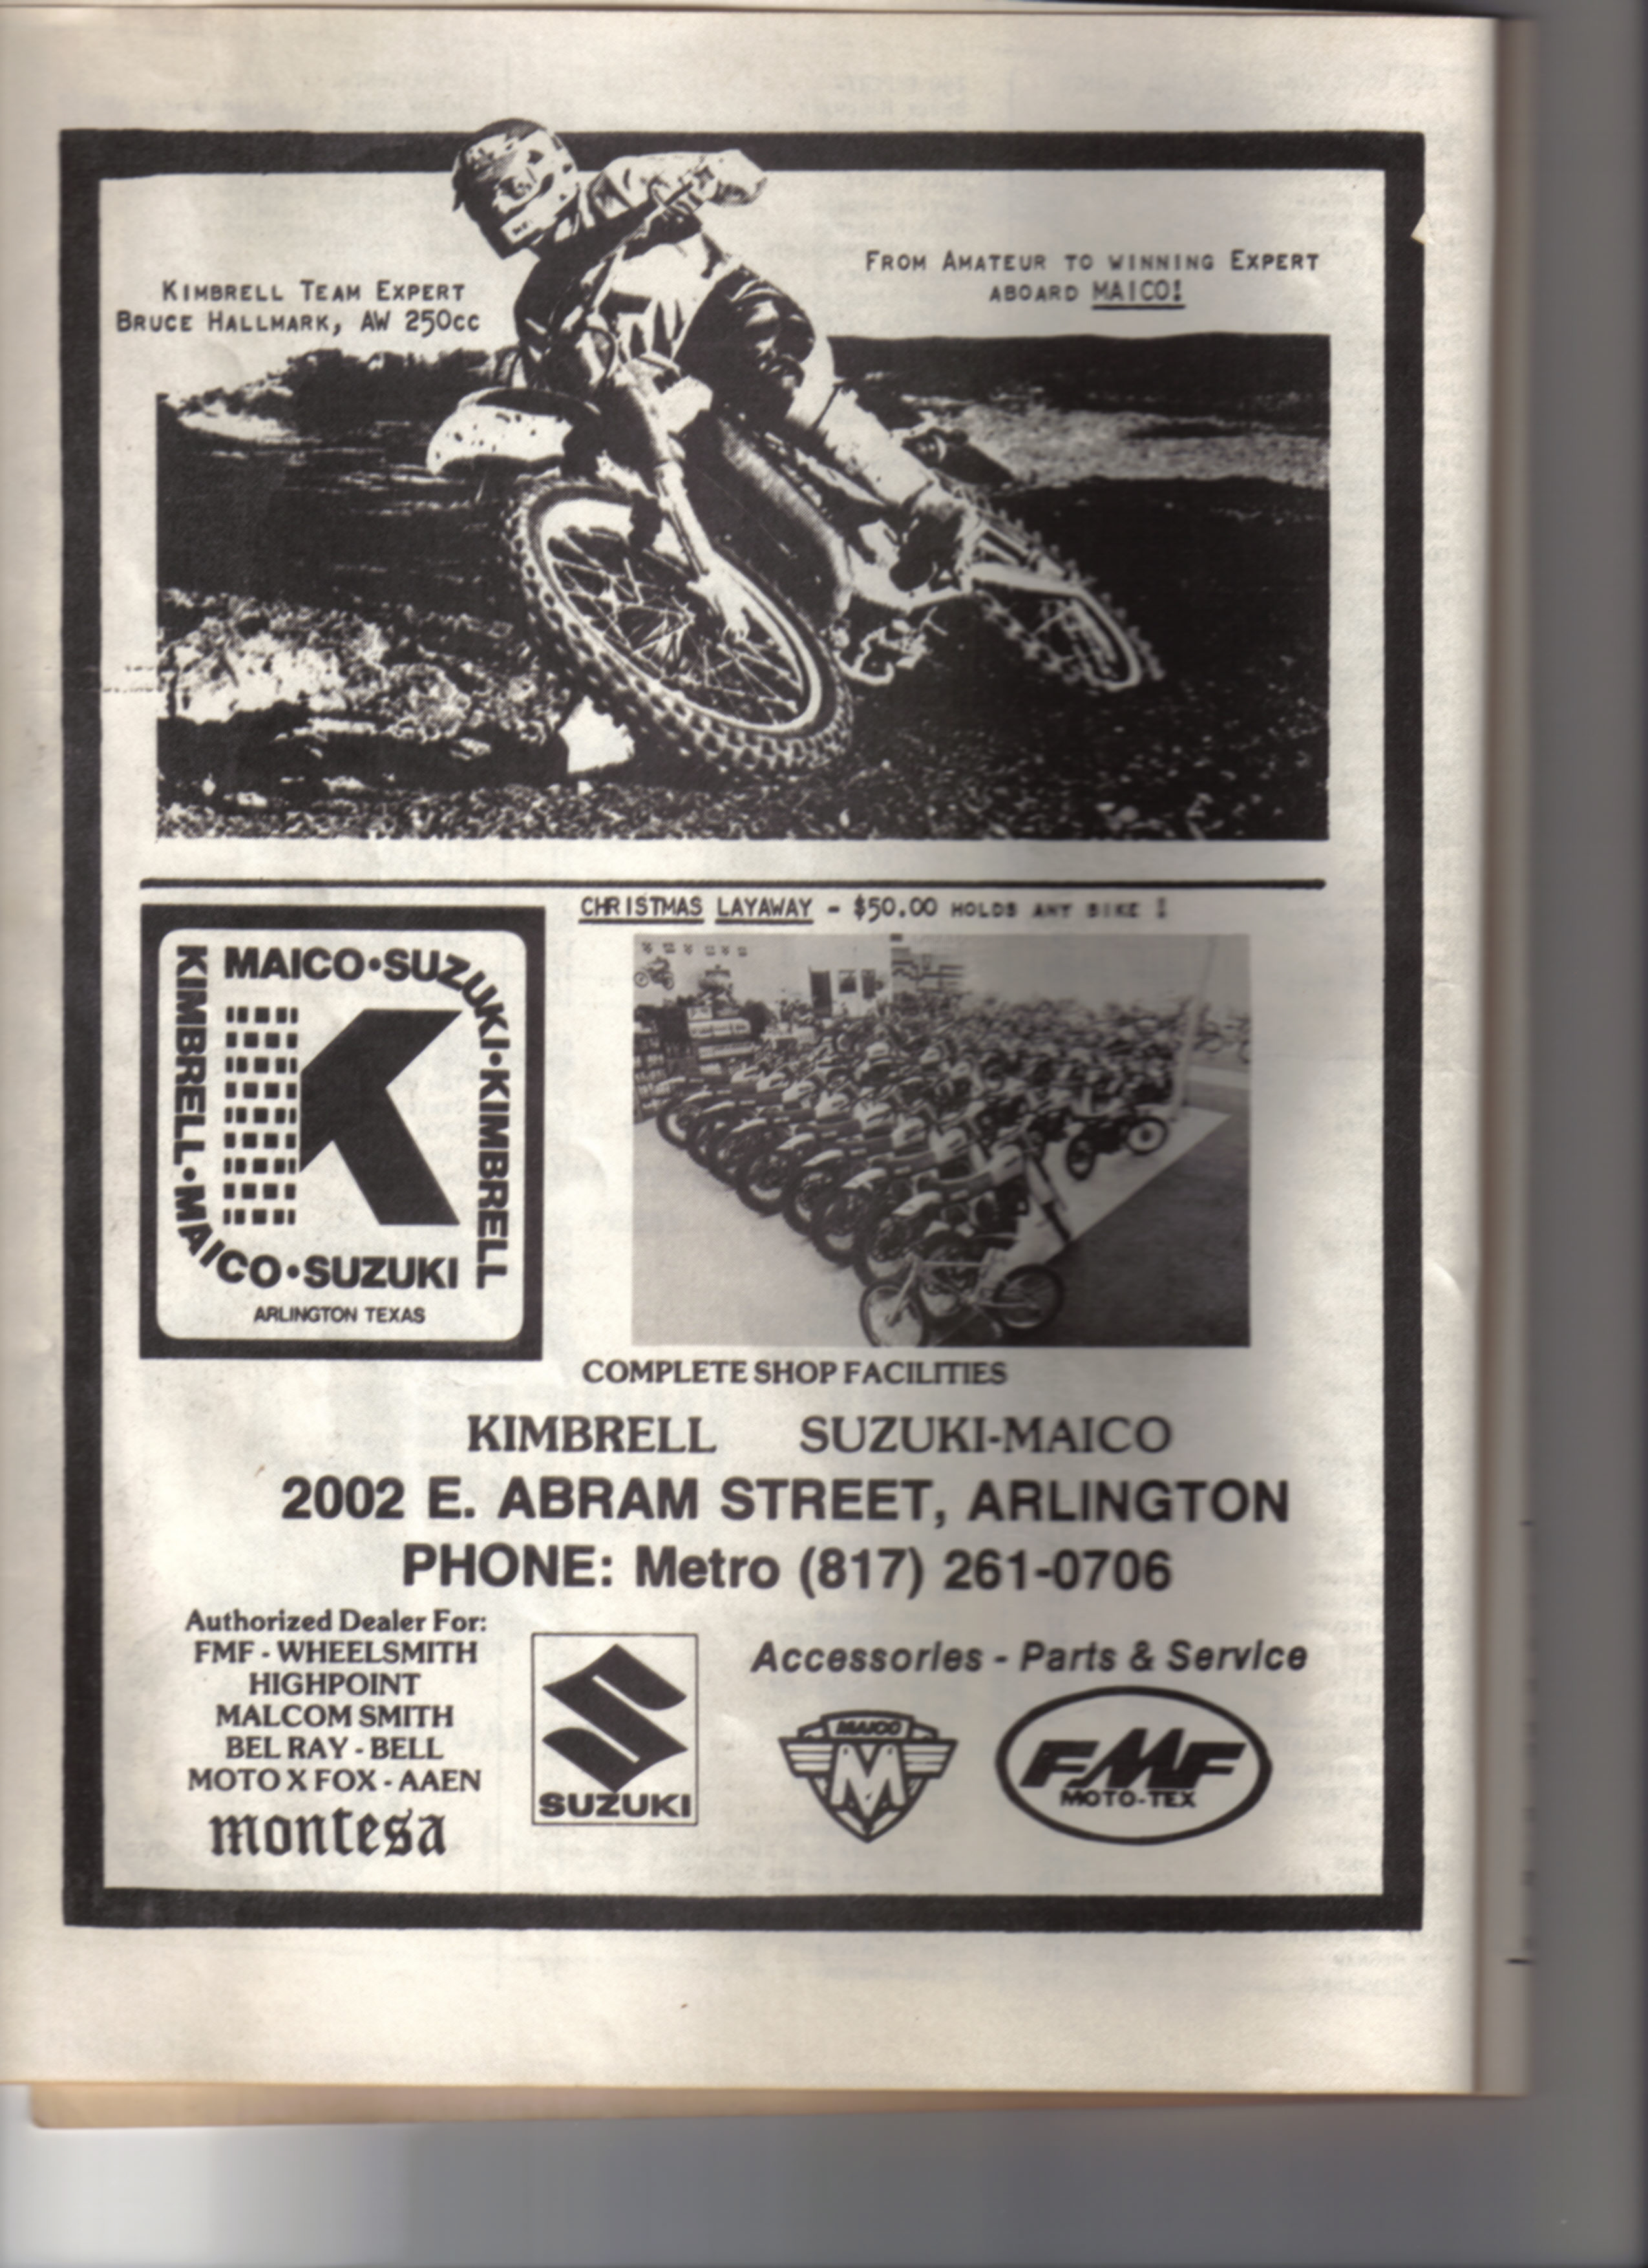 KIMBRELL TEAM EXPERT
BRUCE HALLMARK, AW 250CC
FROM AMATEUR TO WINNING EXPERT
ABOARD MAICO!
CHRISTMAS LAYAWAY - $50.00 HOLDS ANY BIKE !
KIMBRELL•MAICO•SUZUKI
MAICO•SUZUKI•KIMBRELL
K
ARLINGTON TEXAS
COMPLETE SHOP FACILITIES
KIMBRELL SUZUKI-MAICO
2002 E. ABRAM STREET, ARLINGTON
PHONE: Metro (817) 261-0706
Authorized Dealer For:
FMF - WHEELSMITH
HIGHPOINT
MALCOM SMITH
BEL RAY - BELL
MOTO X FOX - AAEN
montesa
SUZUKI
Accessories - Parts & Service
MAICO
M
FMF
MOTO-TEX